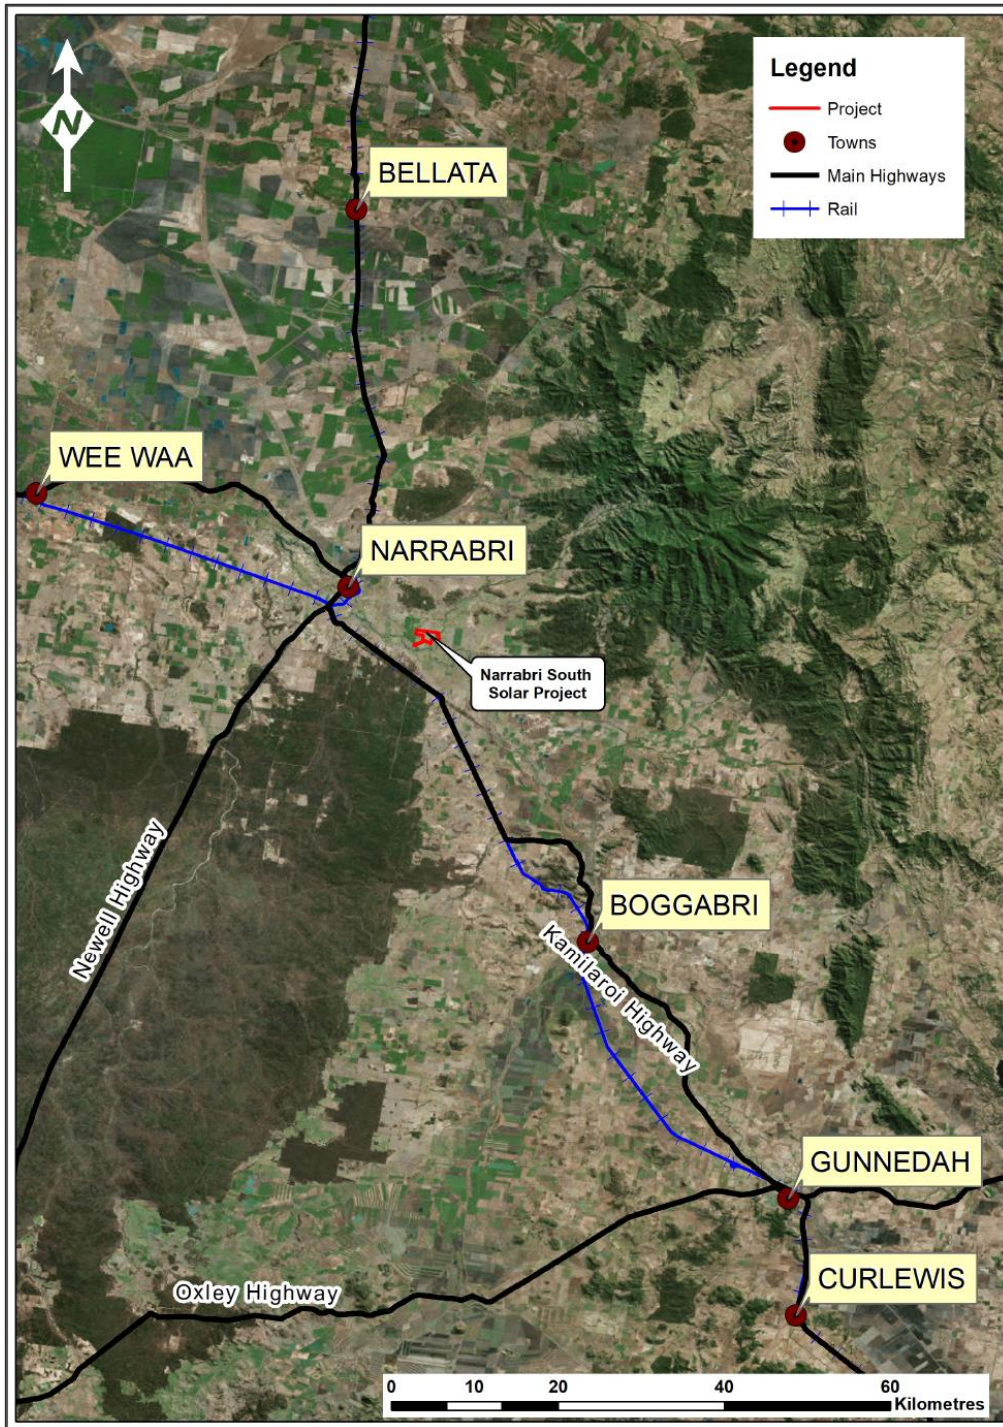 N
Legend
Project
Towns
Main Highways
Rail
BELLATA
WEE WAA
NARRABRI
Narrabri South
Solar Project
Newell Highway
BOGGABRI
Kamilaroi Highway
GUNNEDAH
CURLEWIS
Oxley Highway
0 10 20 40 60
Kilometres